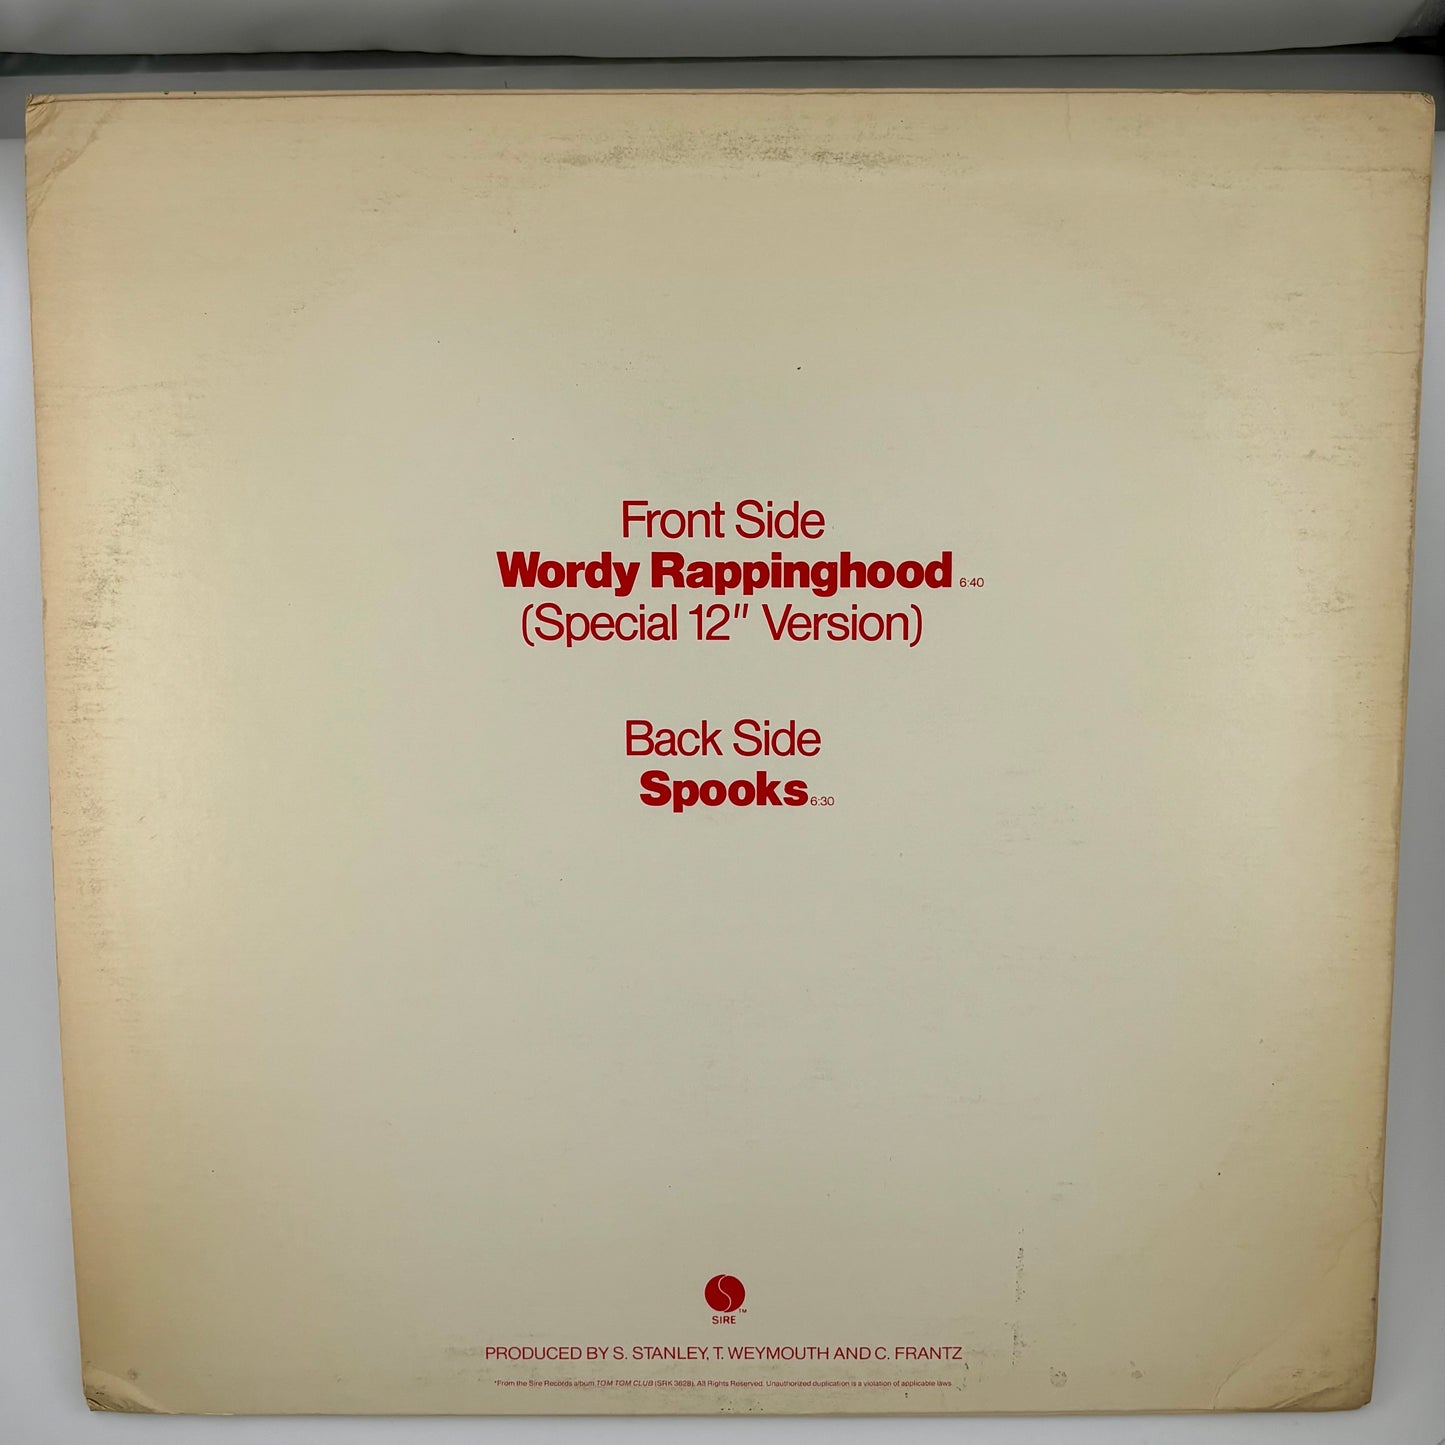 Front Side
Wordy Rappinghood 6:40
(Special 12" Version)
Back Side
Spooks 6:30
TM
SIRE
PRODUCED BY S. STANLEY, T. WEYMOUTH AND C. FRANTZ
*From the Sire Records album TOM TOM CLUB (SRK 3628). All Rights Reserved. Unauthorized duplication is a violation of applicable laws.